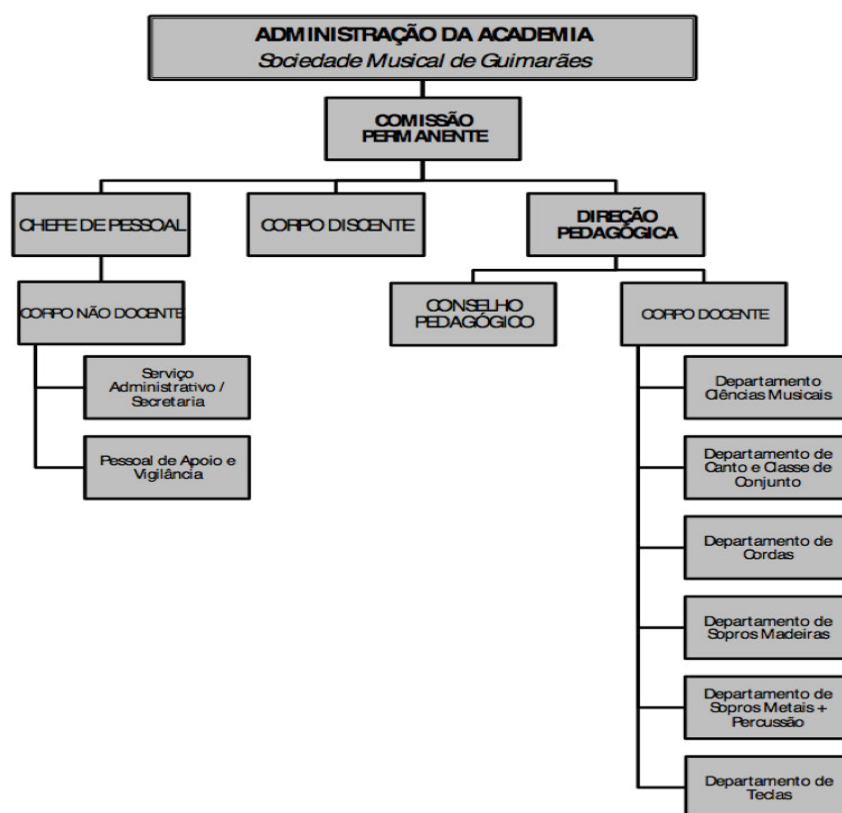 ADMINISTRAÇÃO DA ACADEMIA
Sociedade Musical de Guimarães
COMISSÃO
PERMANENTE
CHEFE DE PESSOAL
CORPO DISCENTE
DIREÇÃO
PEDAGÓGICA
CORPO NÃO DOCENTE
CONSELHO
PEDAGÓGICO
CORPO DOCENTE
Serviço
Administrativo /
Secretaria
Pessoal de Apoio e
Vigilância
Departamento
Ciências Musicais
Departamento de
Canto e Classe de
Conjunto
Departamento de
Cordas
Departamento de
Sopros Madeiras
Departamento de
Sopros Metais +
Percussão
Departamento de
Teclas